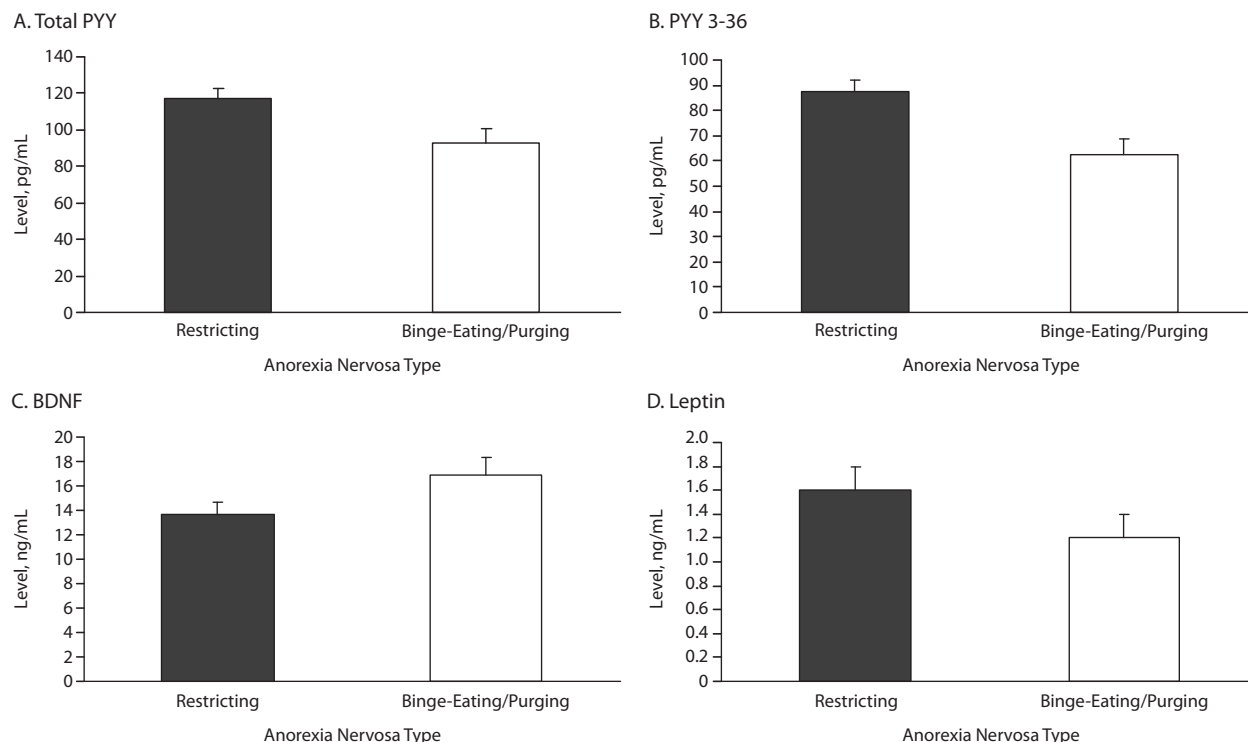 A. Total PYY
Level, pg/mL
140
120
100
80
60
40
20
0
Restricting
Binge-Eating/Purging
Anorexia Nervosa Type
B. PYY 3-36
Level, pg/mL
100
90
80
70
60
50
40
30
20
10
0
Restricting
Binge-Eating/Purging
Anorexia Nervosa Type
C. BDNF
Level, ng/mL
20
18
16
14
12
10
8
6
4
2
0
Restricting
Binge-Eating/Purging
Anorexia Nervosa Type
D. Leptin
Level, ng/mL
2.0
1.8
1.6
1.4
1.2
1.0
0.8
0.6
0.4
0.2
0
Restricting
Binge-Eating/Purging
Anorexia Nervosa Type